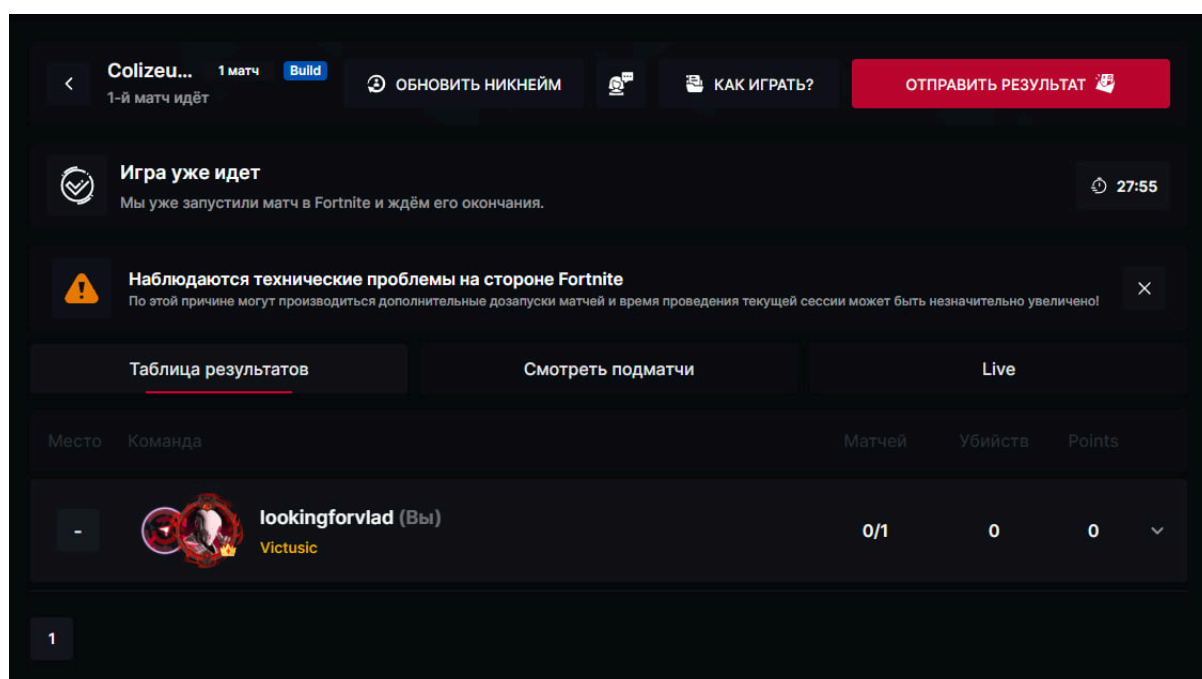 Colizeu... 1 матч Build
1-й матч идёт
ОБНОВИТЬ НИКНЕЙМ
КАК ИГРАТЬ?
ОТПРАВИТЬ РЕЗУЛЬТАТ
Игра уже идет
Мы уже запустили матч в Fortnite и ждём его окончания.
27:55
Наблюдаются технические проблемы на стороне Fortnite
По этой причине могут производиться дополнительные дозапуски матчей и время проведения текущей сессии может быть незначительно увеличено!
Таблица результатов Смотреть подматчи Live
Место Команда Матчей Убийств Points
- lookingforvlad (Вы) 0/1 0 0
Victusic
1